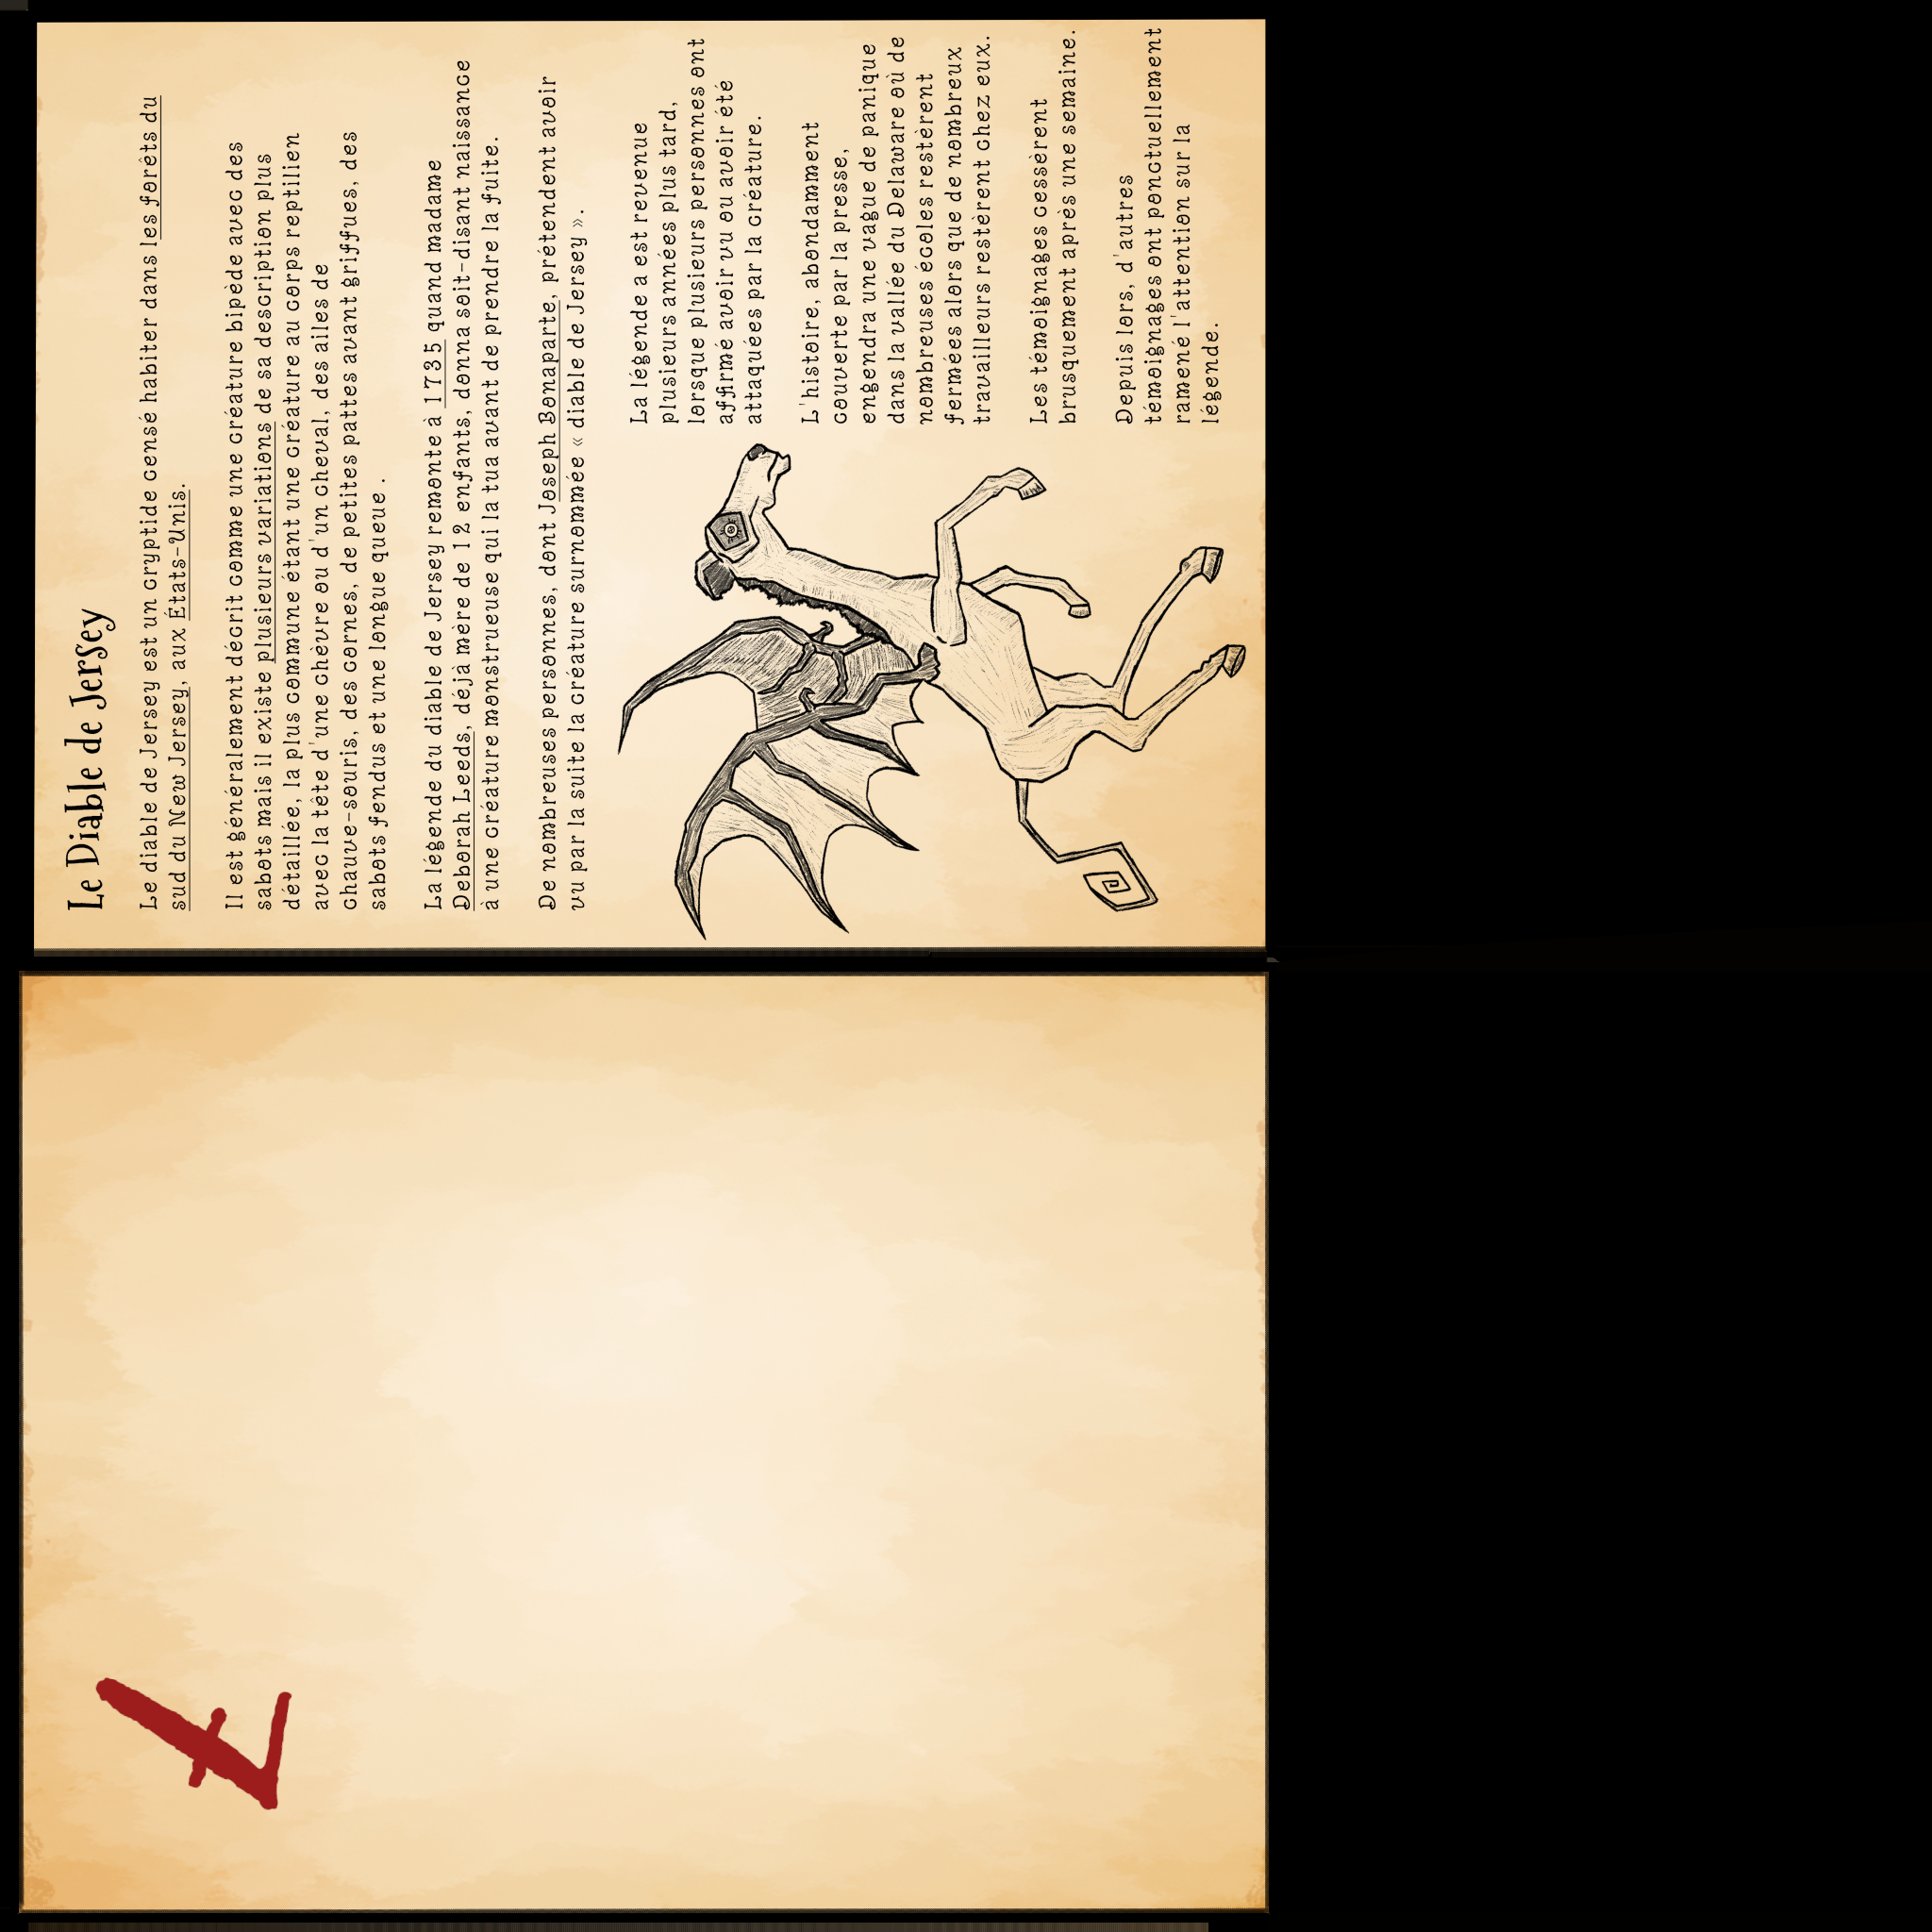 Le Diable de Jersey
Le diable de Jersey est un cryptide censé habiter dans les forêts du
sud du New Jersey, aux États-Unis.
Il est généralement décrit comme une créature bipède avec des
sabots mais il existe plusieurs variations de sa description plus
détaillée, la plus commune étant une créature au corps reptilien
avec la tête d'une chèvre ou d'un cheval, des ailes de
chauve-souris, des cornes, de petites pattes avant griffues, des
sabots fendus et une longue queue .
La légende du diable de Jersey remonte à 1735 quand madame
Deborah Leeds, déjà mère de 12 enfants, donna soit-disant naissance
à une créature monstrueuse qui la tua avant de prendre la fuite.
De nombreuses personnes, dont Joseph Bonaparte, prétendent avoir
vu par la suite la créature surnommée « diable de Jersey ».
La légende a est revenue
plusieurs années plus tard,
lorsque plusieurs personnes ont
affirmé avoir vu ou avoir été
attaquées par la créature.
L'histoire, abondamment
couverte par la presse,
engendra une vague de panique
dans la vallée du Delaware où de
nombreuses écoles restèrent
fermées alors que de nombreux
travailleurs restèrent chez eux.
Les témoignages cessèrent
brusquement après une semaine.
Depuis lors, d'autres
témoignages ont ponctuellement
ramené l'attention sur la
légende.